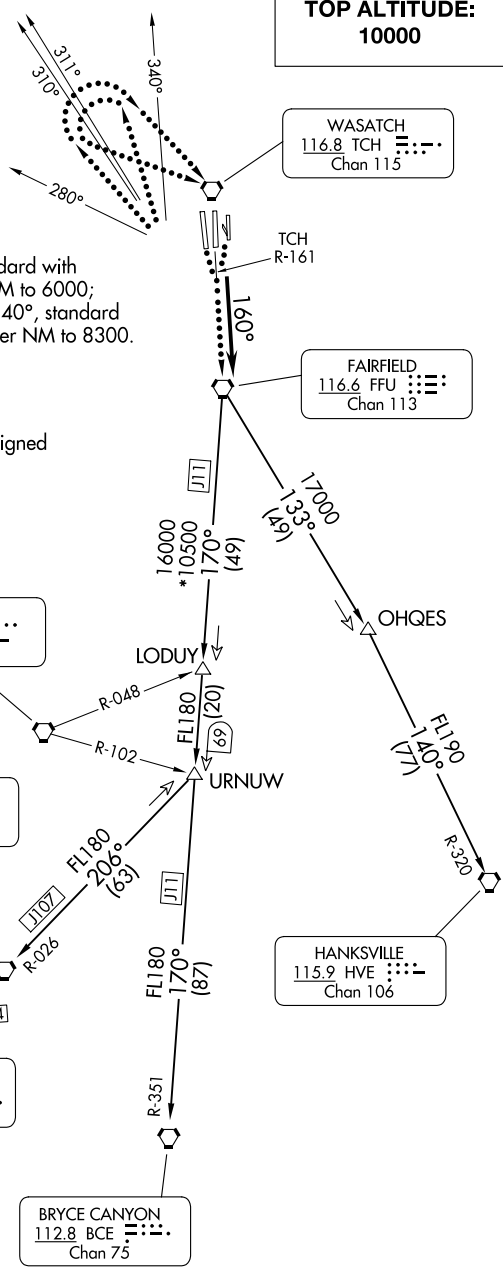 TOP ALTITUDE:
10000
311°
310°
340°
280°
WASATCH
116.8 TCH
Chan 115
TCH
R-161
dard with
M to 6000;
40°, standard
er NM to 8300.
160°
FAIRFIELD
116.6 FFU
Chan 113
igned
J11
16000
*10500
170°
(49)
17000
133°
(49)
OHQES
LODUY
R-048
FL180
(20)
69
R-102
URNUW
FL190
140°
(77)
FL180
206°
(63)
J107
R-026
J11
R-320
HANKSVILLE
115.9 HVE
Chan 106
FL180
170°
(87)
4
R-351
BRYCE CANYON
112.8 BCE
Chan 75